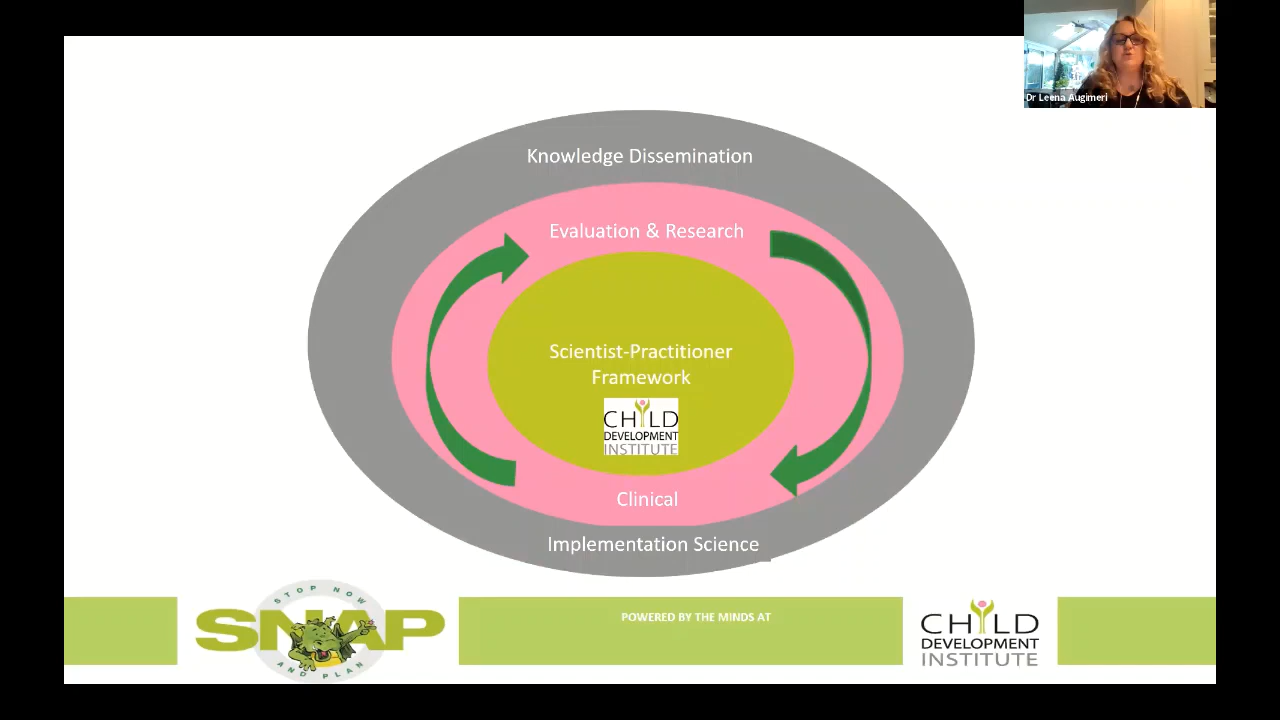 Dr Leena Augimeri
Knowledge Dissemination
Evaluation & Research
Scientist-Practitioner
Framework
CHILD
DEVELOPMENT
INSTITUTE
Clinical
Implementation Science
STOP NOW
SNAP
AND PLAN
POWERED BY THE MINDS AT
CHILD
DEVELOPMENT
INSTITUTE